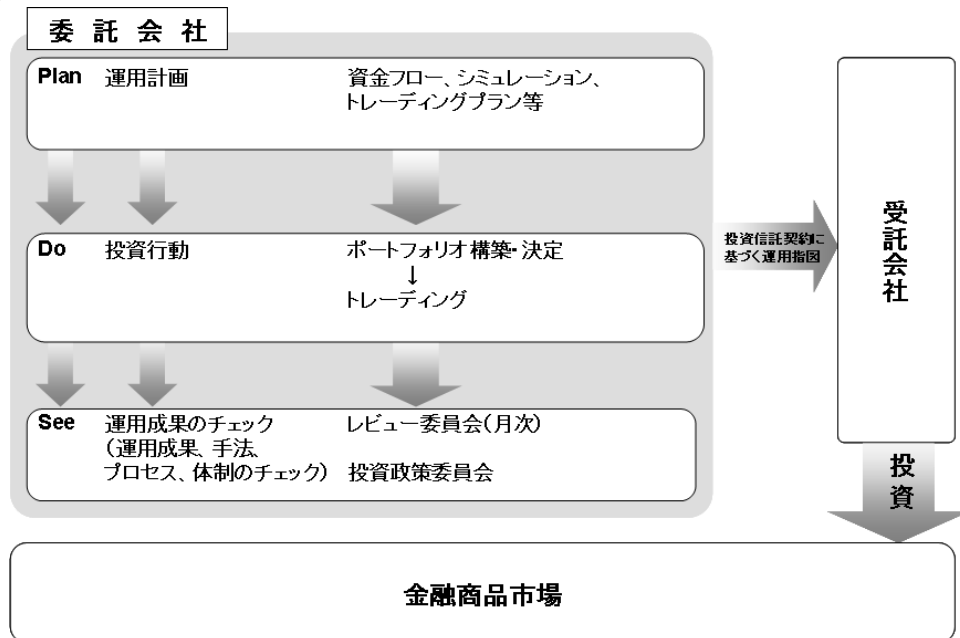 委託会社
Plan 運用計画 資金フロー、シミュレーション、
トレーディングプラン等
Do 投資行動 ポートフォリオ構築・決定
↓
トレーディング
See 運用成果のチェック レビュー委員会(月次)
(運用成果、手法、
プロセス、体制のチェック) 投資政策委員会
投資信託契約に
基づく運用指図
受託会社
投資
金融商品市場